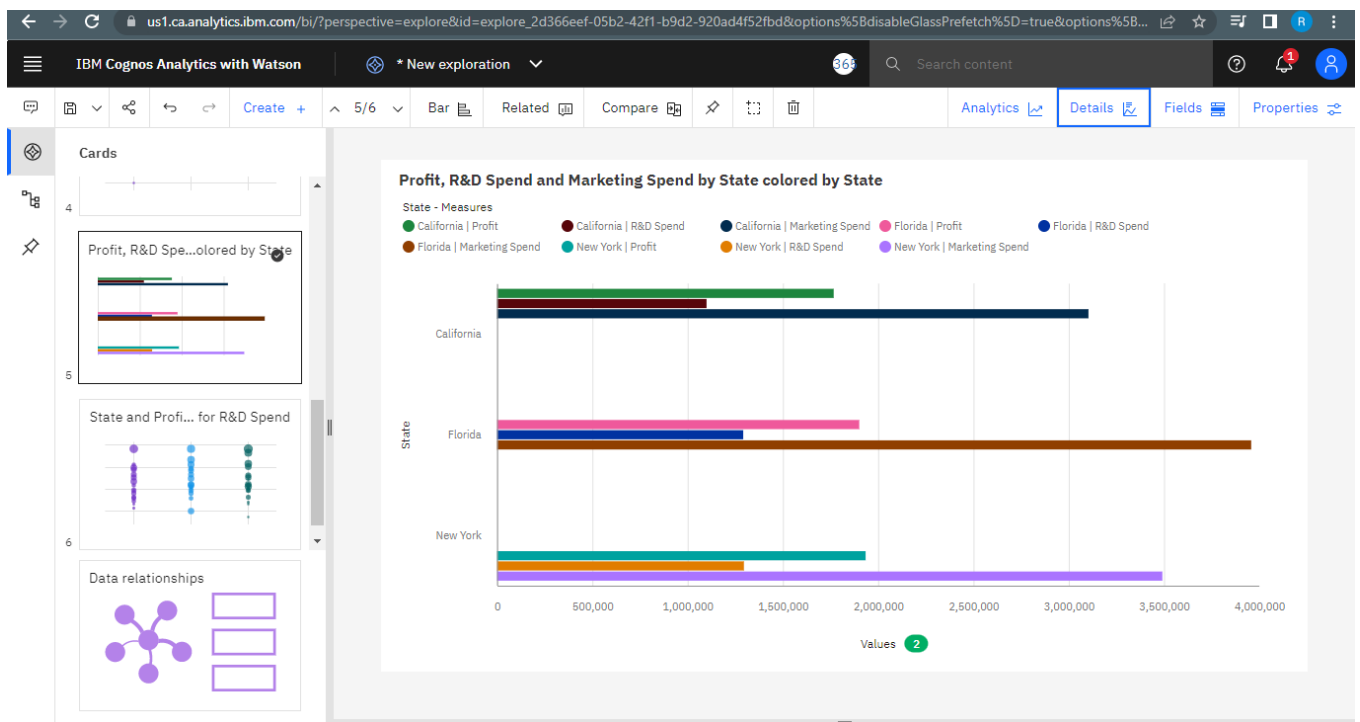 us1.ca.analytics.ibm.com/bi/?perspective=explore&id=explore_2d366eef-05b2-42f1-b9d2-920ad4f52fbd&options%5BdisableGlassPrefetch%5D=true&options%5B...
R
IBM Cognos Analytics with Watson
* New exploration
365
Search content
1
Create +
5/6
Bar
Related
Compare
Analytics
Details
Fields
Properties
Cards
4
Profit, R&D Spe...olored by State
5
State and Profi... for R&D Spend
6
Data relationships
Profit, R&D Spend and Marketing Spend by State colored by State
State - Measures
California | Profit
California | R&D Spend
California | Marketing Spend
Florida | Profit
Florida | R&D Spend
Florida | Marketing Spend
New York | Profit
New York | R&D Spend
New York | Marketing Spend
State
California
Florida
New York
0 500,000 1,000,000 1,500,000 2,000,000 2,500,000 3,000,000 3,500,000 4,000,000
Values 2